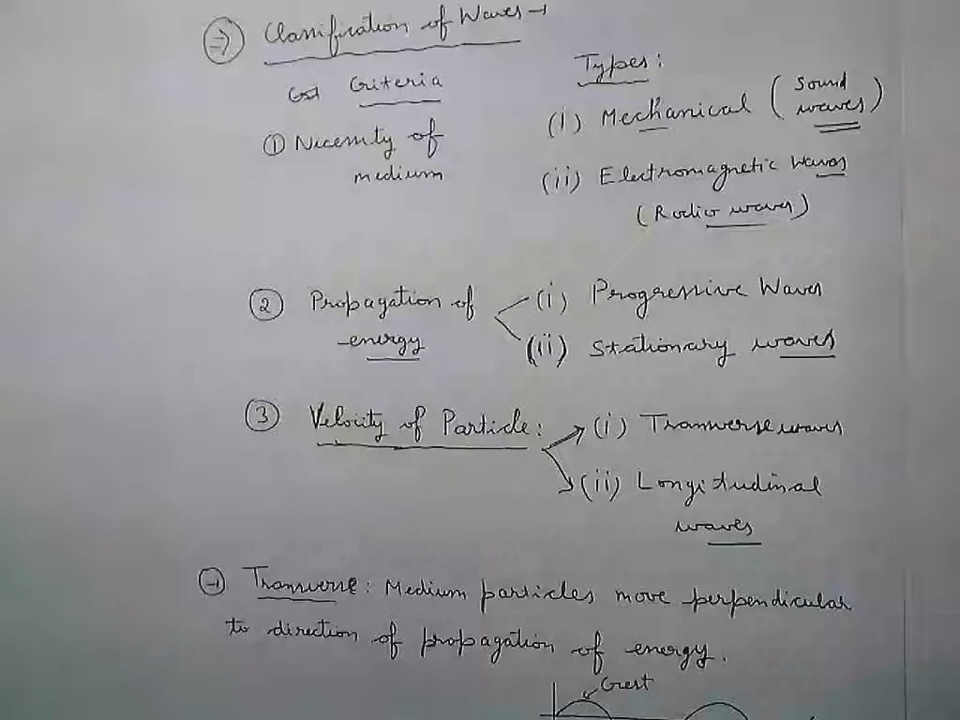 Classification of Waves →
Criteria
Types:
① Necessity of
medium
(i) Mechanical (Sound
waves)
(ii) Electromagnetic Waves
(Radio waves)
② Propagation of
energy
(i) Progressive Waves
(ii) Stationary waves
③ Velocity of Particle:
(i) Transverse waves
(ii) Longitudinal
waves
Transverse: Medium particles move perpendicular
to direction of propagation of energy.
Crest